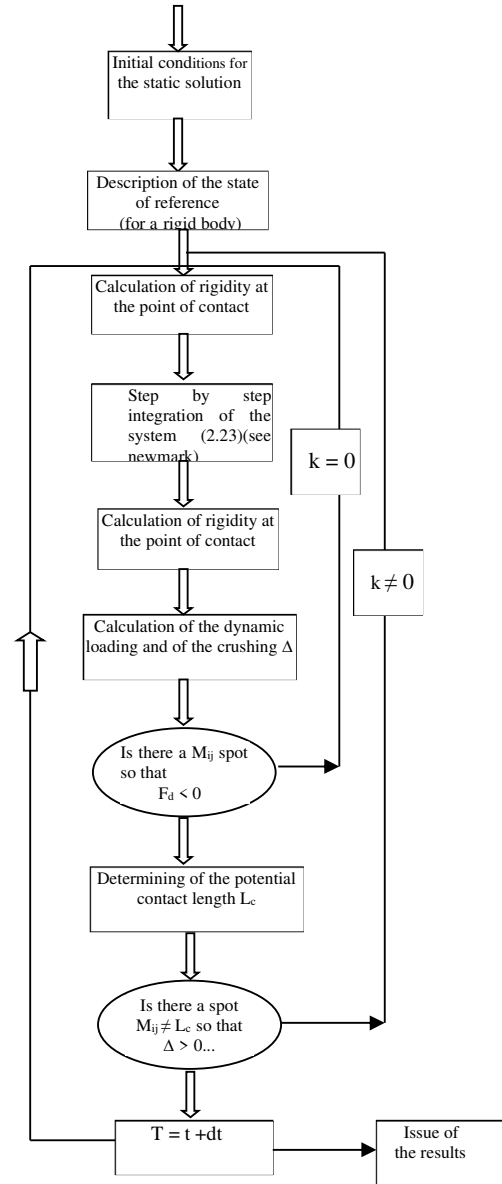 Initial conditions for
the static solution
Description of the state
of reference
(for a rigid body)
Calculation of rigidity at
the point of contact
Step by step
integration of the
system (2.23)(see
newmark)
k = 0
Calculation of rigidity at
the point of contact
k ≠ 0
Calculation of the dynamic
loading and of the crushing Δ
Is there a Mij spot
so that
Fd < 0
Determining of the potential
contact length Lc
Is there a spot
Mij ≠ Lc so that
Δ > 0...
T = t +dt
Issue of
the results